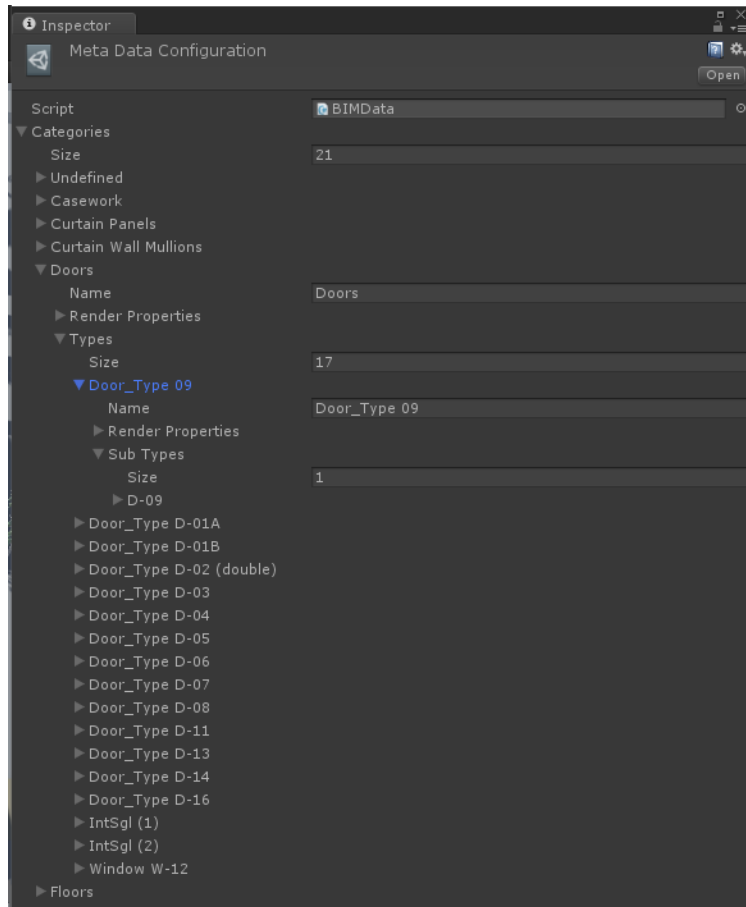 Inspector
Meta Data Configuration
Open
Script BIMData
Categories
Size 21
Undefined
Casework
Curtain Panels
Curtain Wall Mullions
Doors
Name Doors
Render Properties
Types
Size 17
Door_Type 09
Name Door_Type 09
Render Properties
Sub Types
Size 1
D-09
Door_Type D-01A
Door_Type D-01B
Door_Type D-02 (double)
Door_Type D-03
Door_Type D-04
Door_Type D-05
Door_Type D-06
Door_Type D-07
Door_Type D-08
Door_Type D-11
Door_Type D-13
Door_Type D-14
Door_Type D-16
IntSgl (1)
IntSgl (2)
Window W-12
Floors